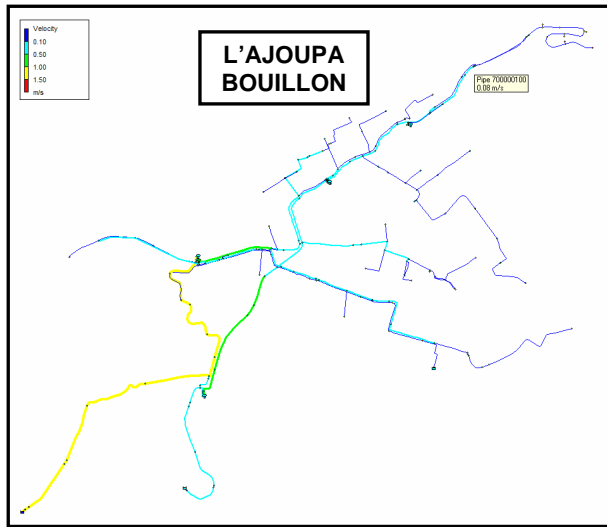 Velocity
0.10
0.50
1.00
1.50
m/s
L'AJOUPA
BOUILLON
Pipe 700000100
0.08 m/s